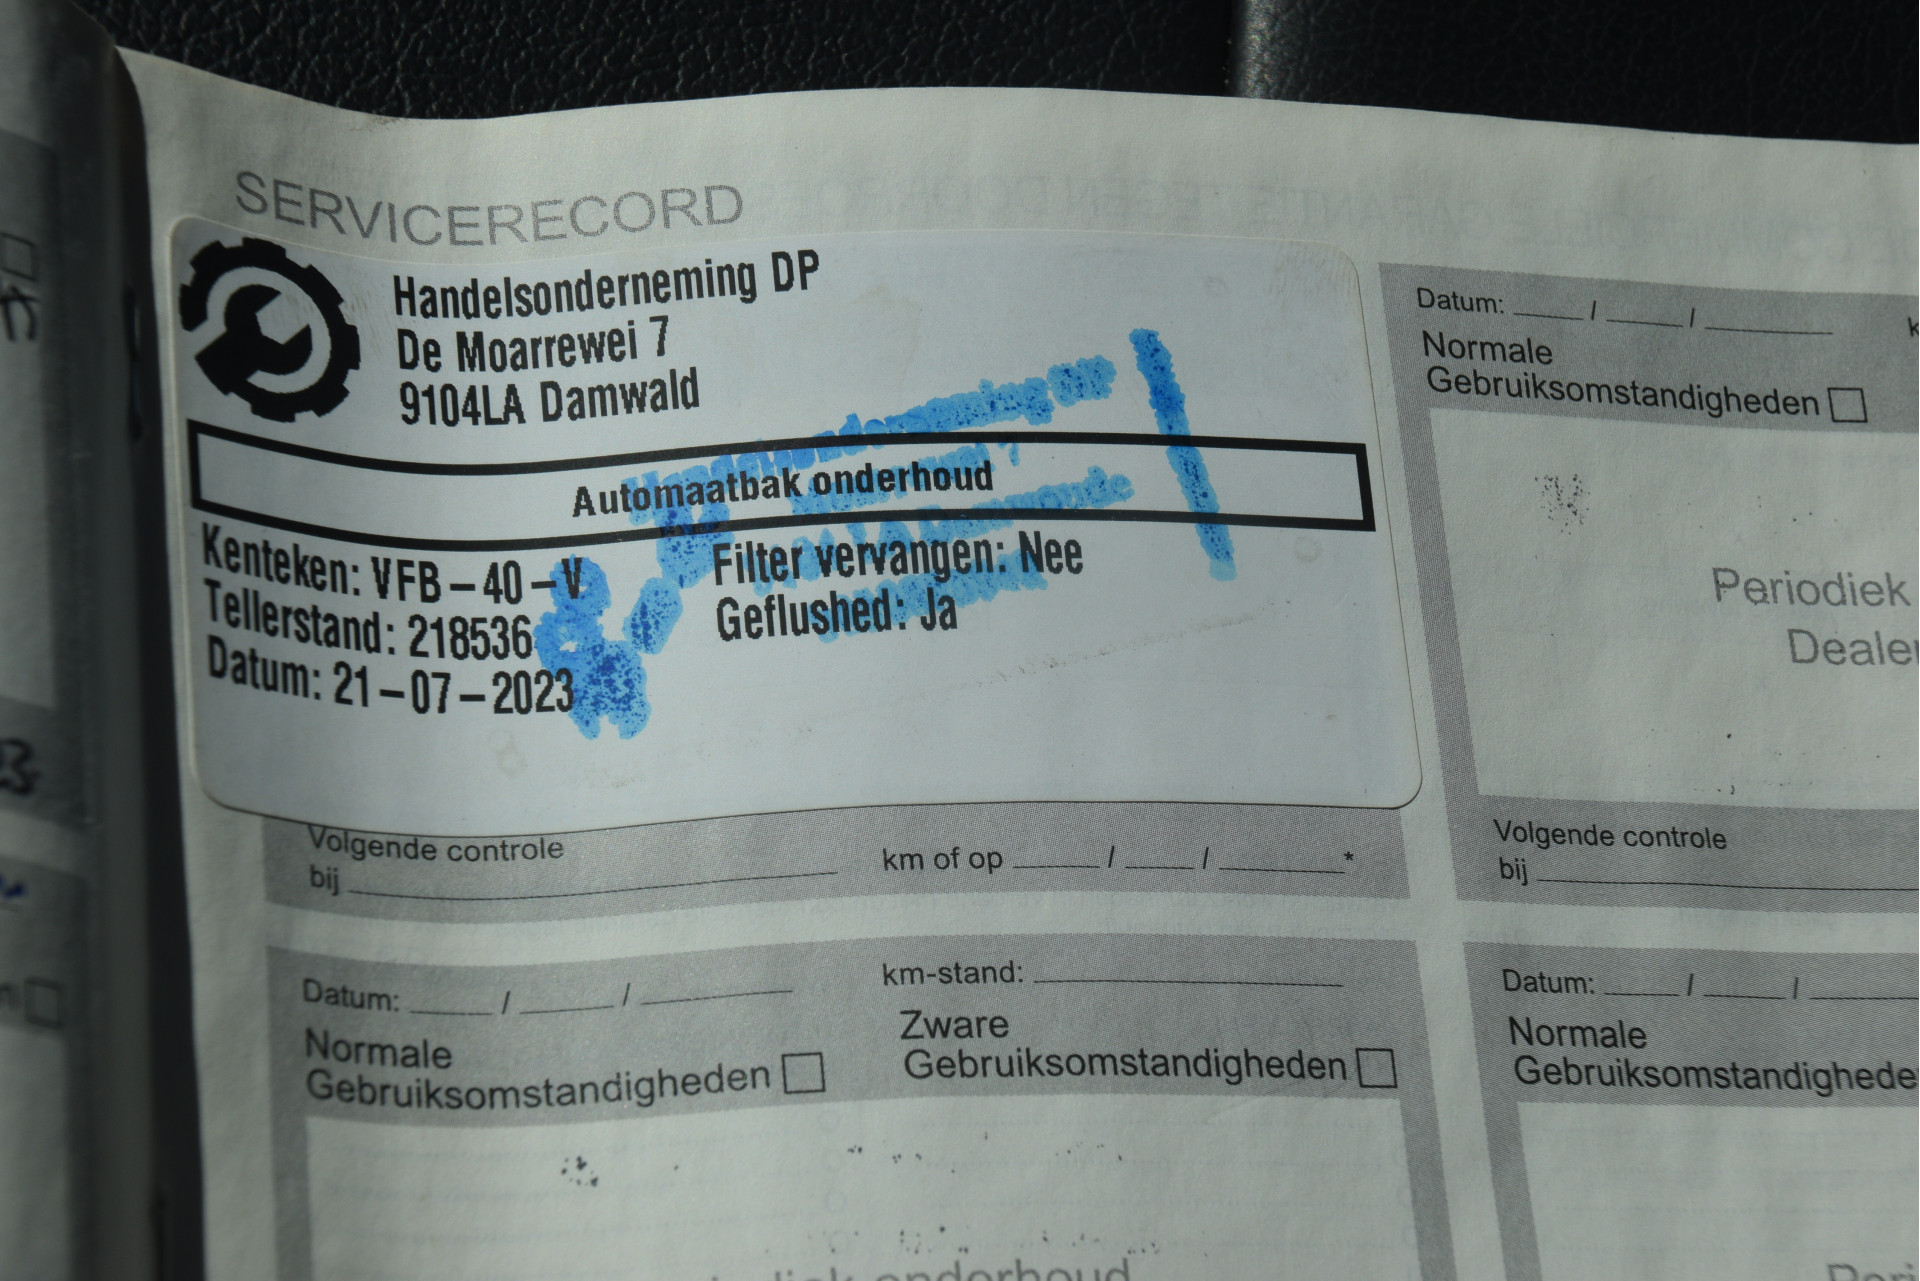 SERVICERECORD
Handelsonderneming DP
De Moarrewei 7
9104LA Damwald
Automaatbak onderhoud
Kenteken: VFB-40-V
Filter vervangen: Nee
Tellerstand: 218536
Geflushed: Ja
Datum: 21-07-2023
Volgende controle
bij km of op / / *
Datum: / /
km-stand:
Normale
Gebruiksomstandigheden
Zware
Gebruiksomstandigheden
onderhoud
Datum: / /
Normale
Gebruiksomstandigheden
Periodiek
Dealer
Volgende controle
bij
Datum: / /
Normale